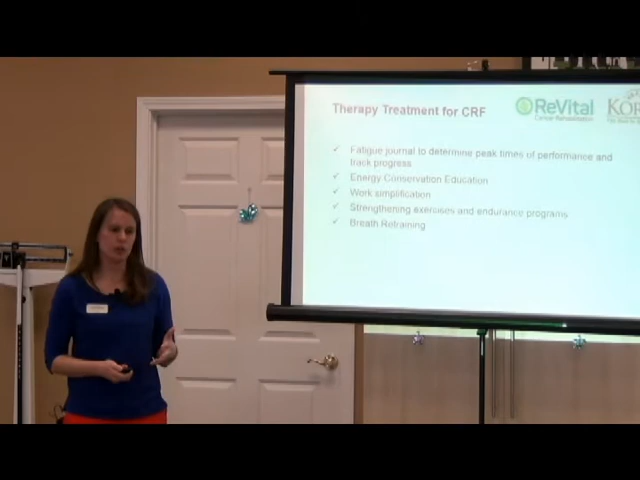 Therapy Treatment for CRF
ReVital
Cancer Rehabilitation
KOR
✓ Fatigue journal to determine peak times of performance and
track progress
✓ Energy Conservation Education
✓ Work simplification
✓ Strengthening exercises and endurance programs
✓ Breath Retraining